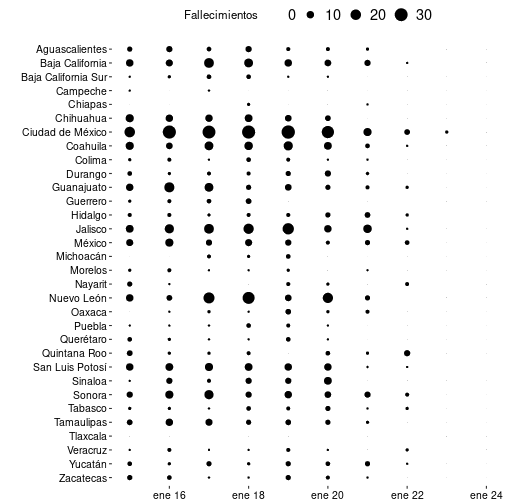 Fallecimientos 0 10 20 30
Aguascalientes
Baja California
Baja California Sur
Campeche
Chiapas
Chihuahua
Ciudad de México
Coahuila
Colima
Durango
Guanajuato
Guerrero
Hidalgo
Jalisco
México
Michoacán
Morelos
Nayarit
Nuevo León
Oaxaca
Puebla
Querétaro
Quintana Roo
San Luis Potosí
Sinaloa
Sonora
Tabasco
Tamaulipas
Tlaxcala
Veracruz
Yucatán
Zacatecas
ene 16 ene 18 ene 20 ene 22 ene 24